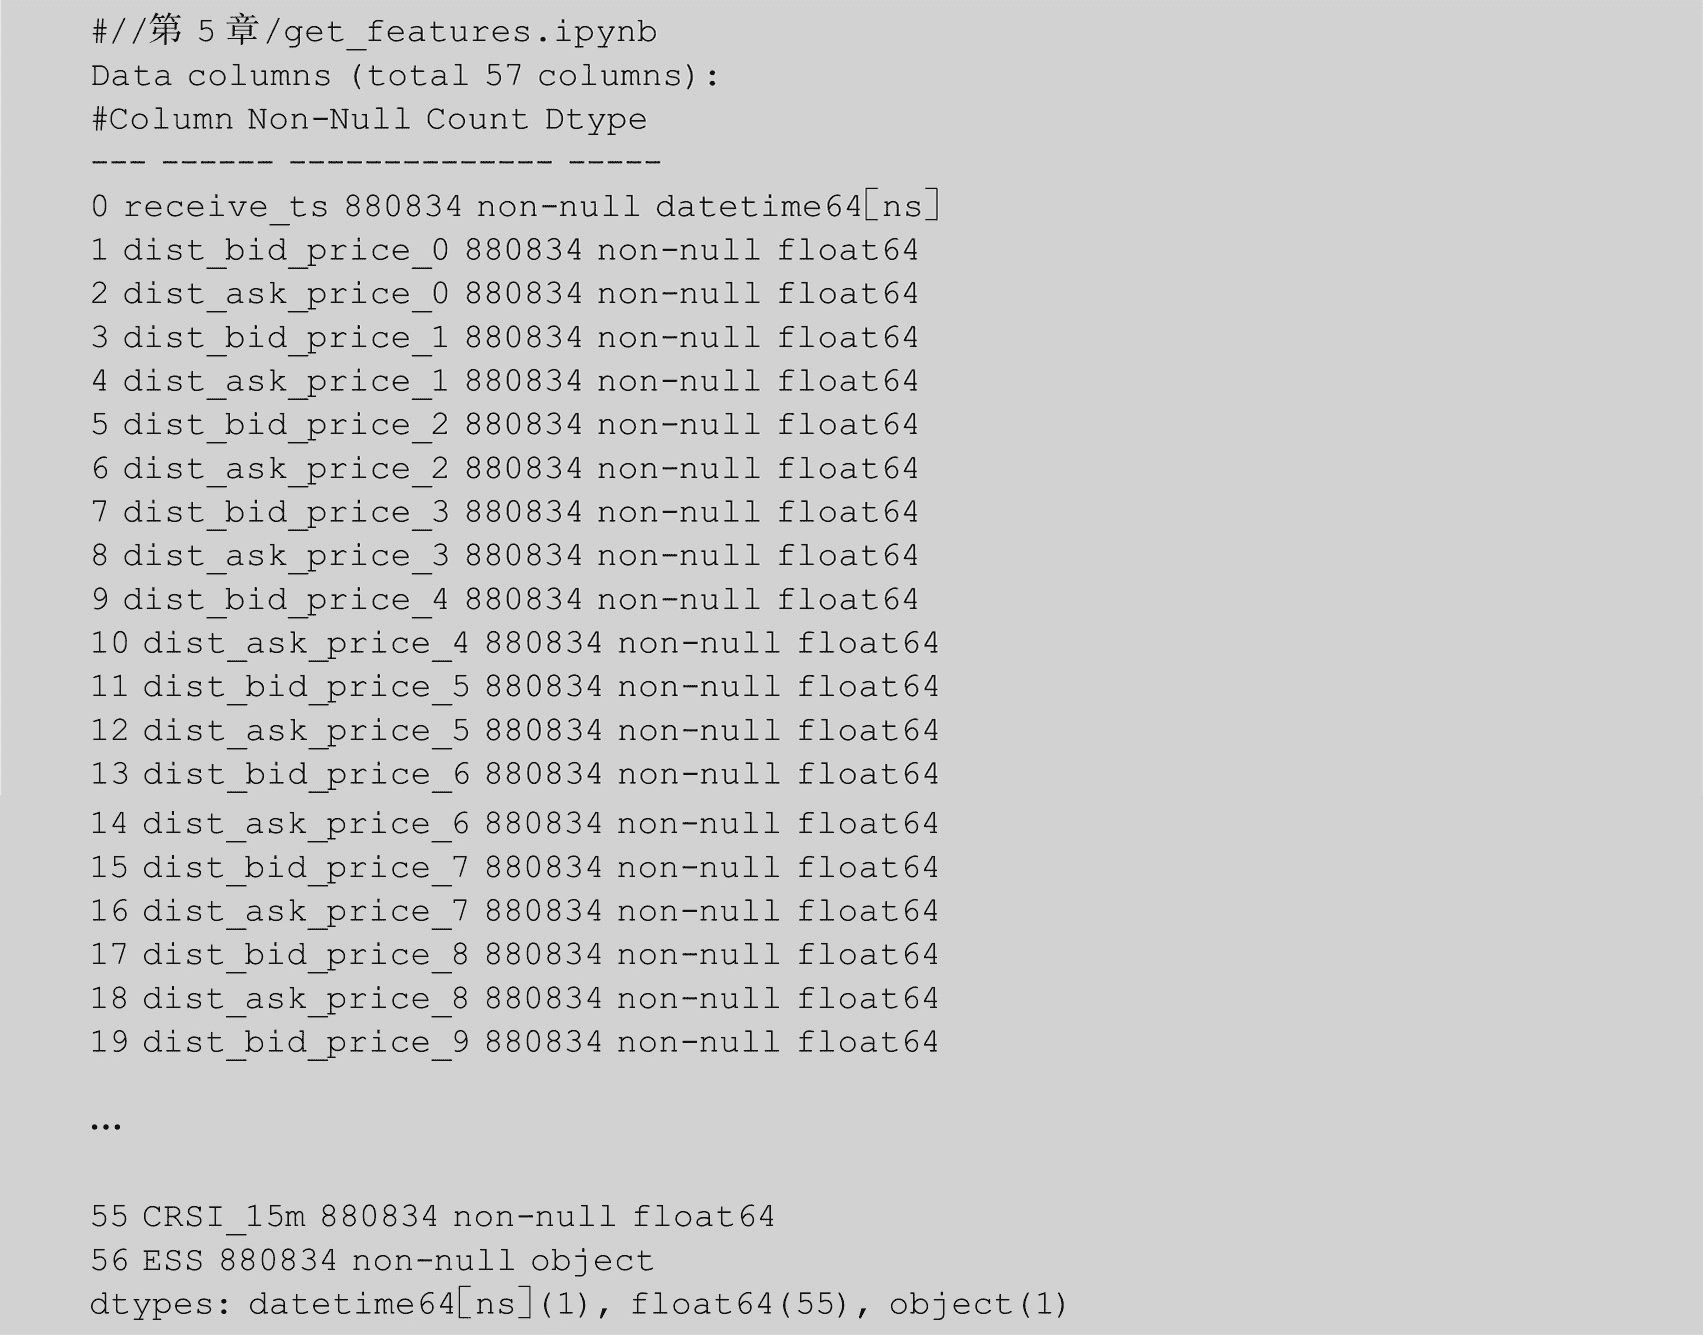 #//第 5 章/get_features.ipynb
Data columns (total 57 columns):
#Column Non-Null Count Dtype
--- ------ -------------- -----
0 receive_ts 880834 non-null datetime64[ns]
1 dist_bid_price_0 880834 non-null float64
2 dist_ask_price_0 880834 non-null float64
3 dist_bid_price_1 880834 non-null float64
4 dist_ask_price_1 880834 non-null float64
5 dist_bid_price_2 880834 non-null float64
6 dist_ask_price_2 880834 non-null float64
7 dist_bid_price_3 880834 non-null float64
8 dist_ask_price_3 880834 non-null float64
9 dist_bid_price_4 880834 non-null float64
10 dist_ask_price_4 880834 non-null float64
11 dist_bid_price_5 880834 non-null float64
12 dist_ask_price_5 880834 non-null float64
13 dist_bid_price_6 880834 non-null float64
14 dist_ask_price_6 880834 non-null float64
15 dist_bid_price_7 880834 non-null float64
16 dist_ask_price_7 880834 non-null float64
17 dist_bid_price_8 880834 non-null float64
18 dist_ask_price_8 880834 non-null float64
19 dist_bid_price_9 880834 non-null float64
…
55 CRSI_15m 880834 non-null float64
56 ESS 880834 non-null object
dtypes: datetime64[ns](1), float64(55), object(1)